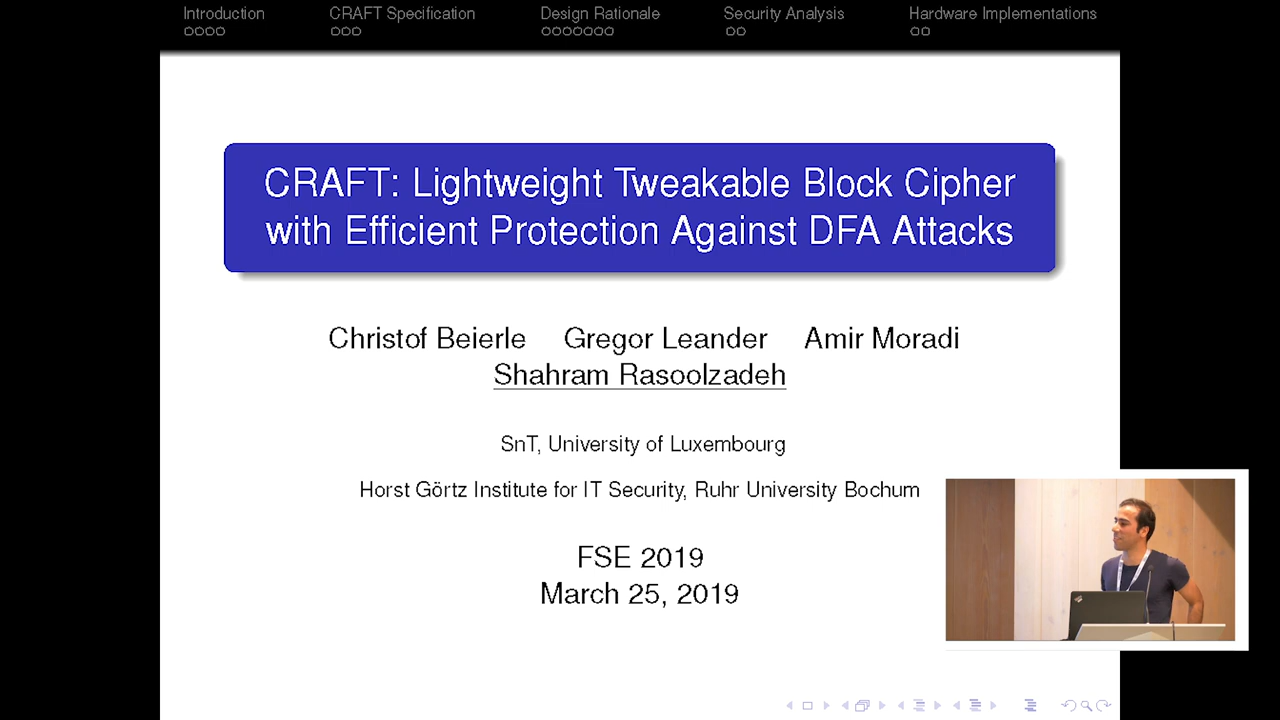 Introduction CRAFT Specification Design Rationale Security Analysis Hardware Implementations
CRAFT: Lightweight Tweakable Block Cipher
with Efficient Protection Against DFA Attacks
Christof Beierle Gregor Leander Amir Moradi
Shahram Rasoolzadeh
SnT, University of Luxembourg
Horst Görtz Institute for IT Security, Ruhr University Bochum
FSE 2019
March 25, 2019